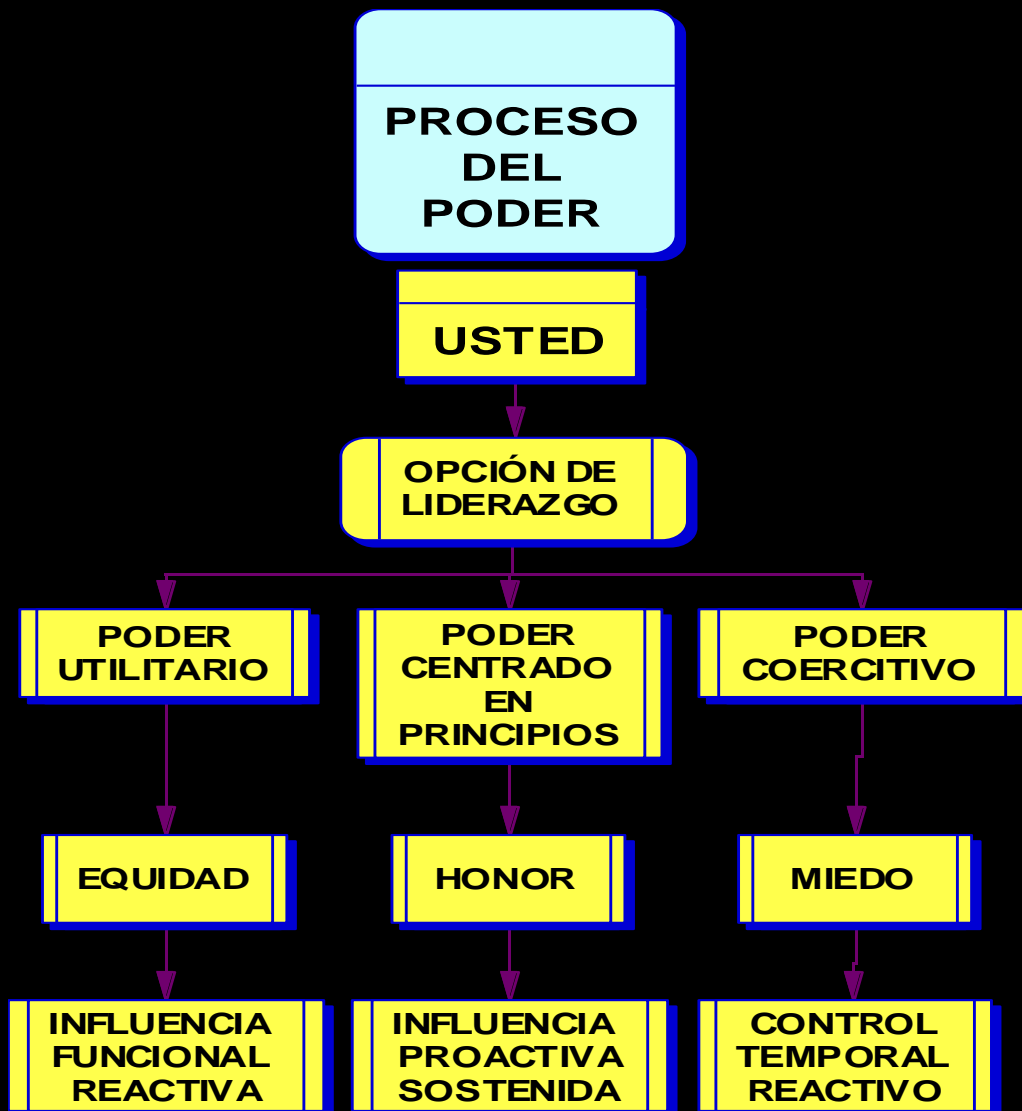 PROCESO
DEL
PODER
USTED
OPCIÓN DE
LIDERAZGO
PODER
UTILITARIO
PODER
CENTRADO
EN
PRINCIPIOS
PODER
COERCITIVO
EQUIDAD
HONOR
MIEDO
INFLUENCIA
FUNCIONAL
REACTIVA
INFLUENCIA
PROACTIVA
SOSTENIDA
CONTROL
TEMPORAL
REACTIVO